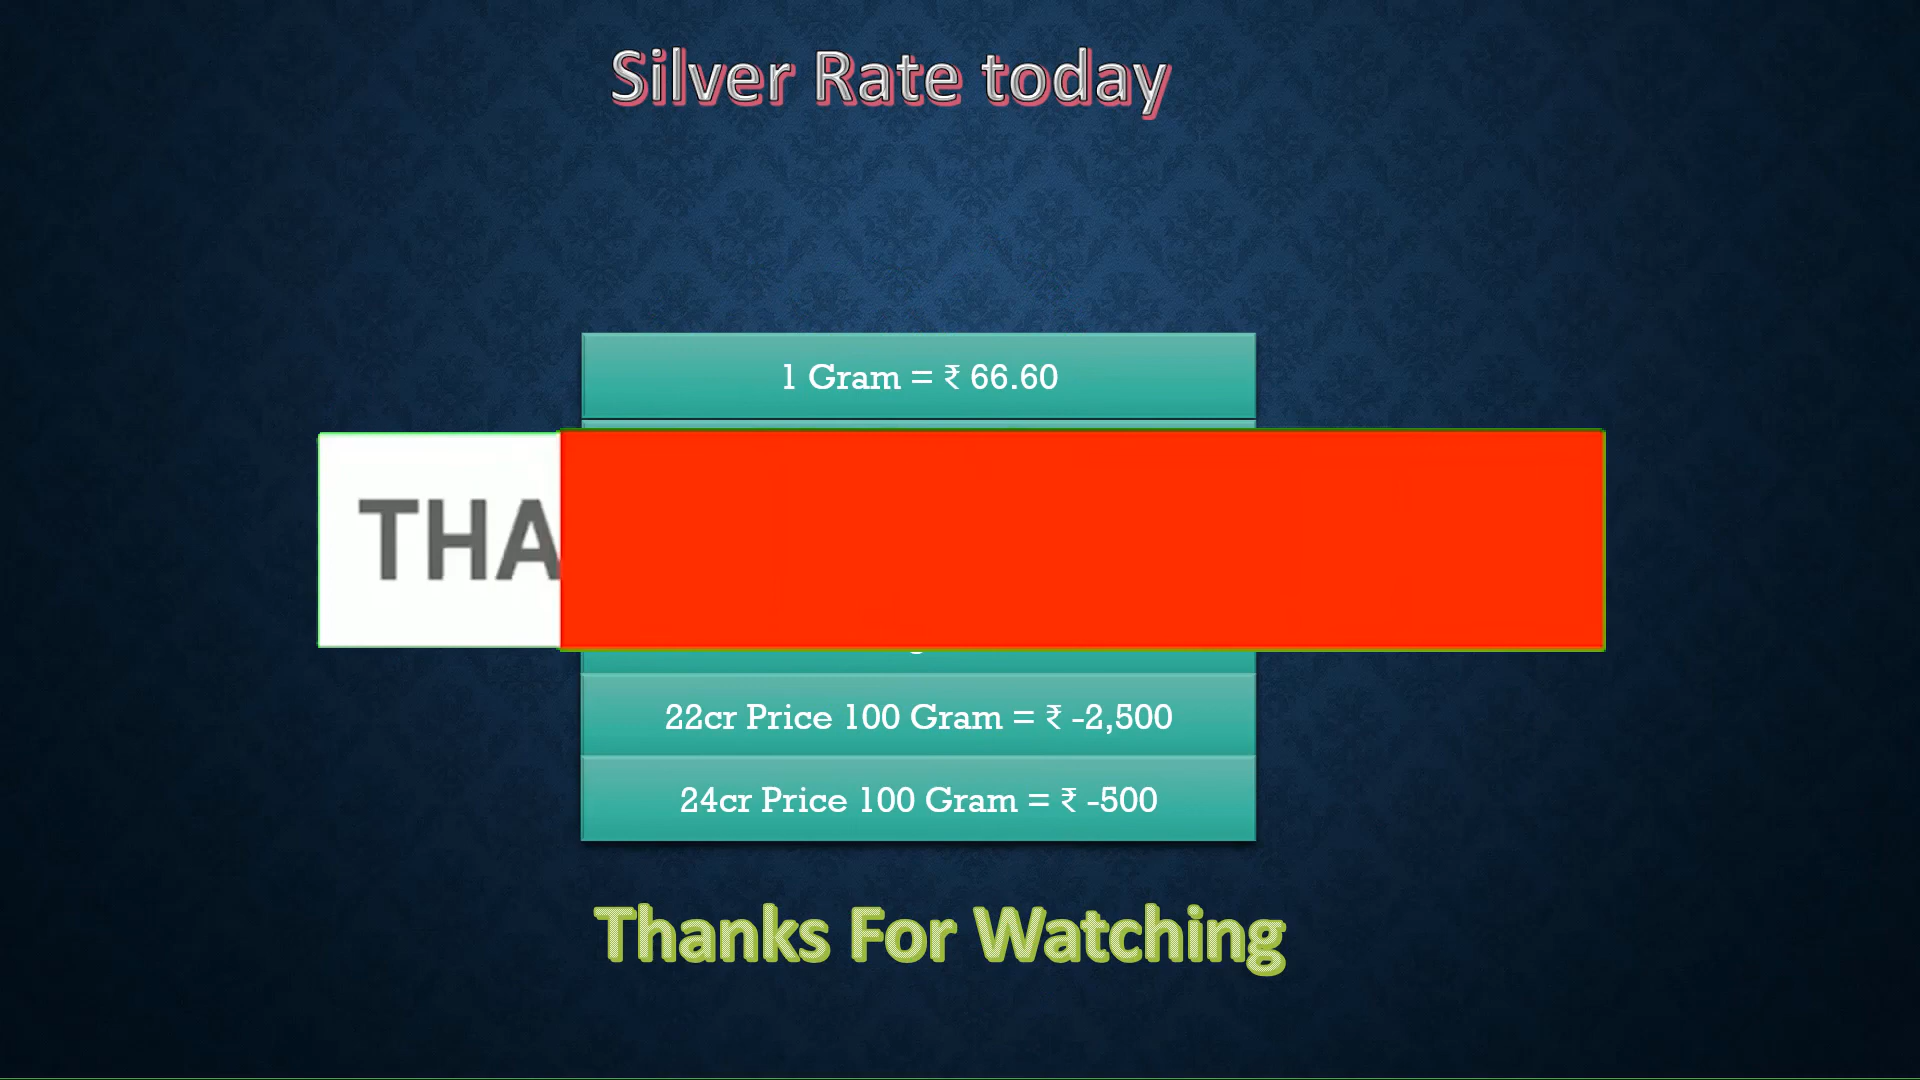 Silver Rate today
1 Gram = ₹ 66.60
THA
22cr Price 100 Gram = ₹ -2,500
24cr Price 100 Gram = ₹ -500
Thanks For Watching